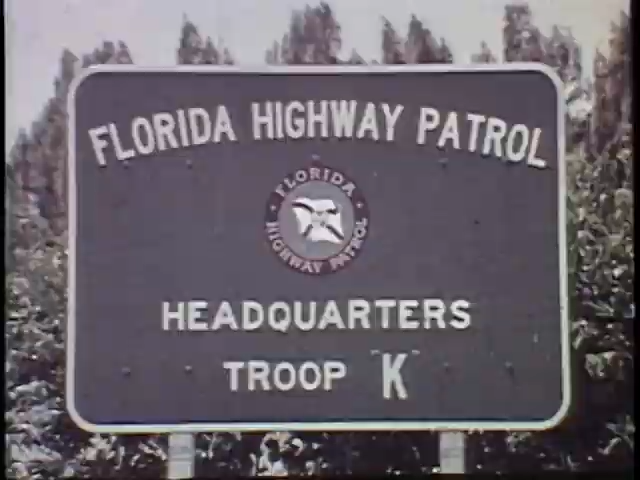 FLORIDA HIGHWAY PATROL
FLORIDA
HIGHWAY PATROL
HEADQUARTERS
TROOP "K"